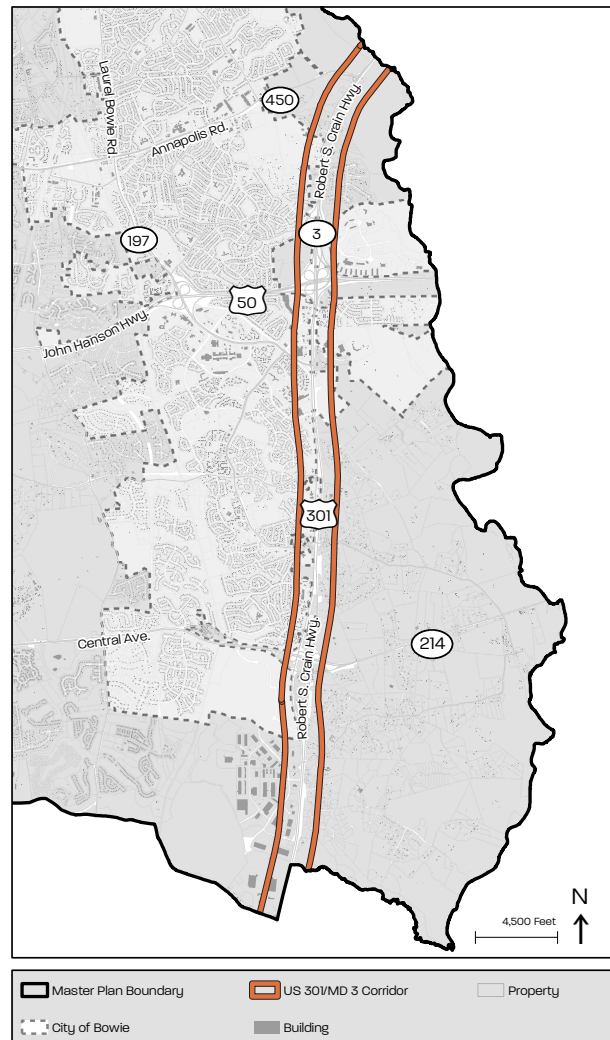 Laurel Bowie Rd.
450
Annapolis Rd.
Robert S. Crain Hwy.
197
3
50
John Hanson Hwy.
301
Central Ave.
Robert S. Crain Hwy.
214
N
4,500 Feet
Master Plan Boundary
US 301/MD 3 Corridor
Property
City of Bowie
Building